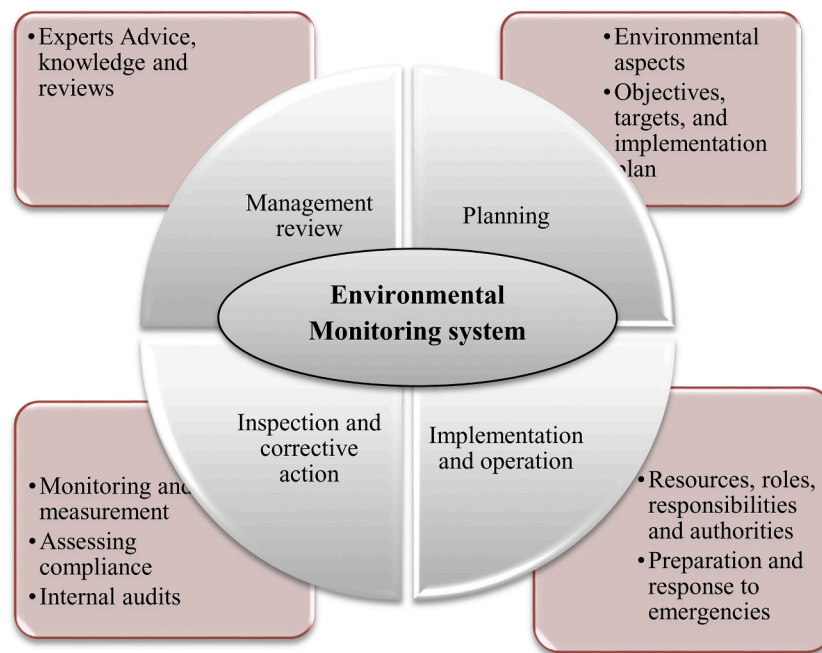 •Experts Advice,
knowledge and
reviews
•Environmental
aspects
•Objectives,
targets, and
implementation
plan
Management
review
Planning
Environmental
Monitoring system
Inspection and
corrective
action
Implementation
and operation
•Monitoring and
measurement
•Assessing
compliance
•Internal audits
•Resources, roles,
responsibilities
and authorities
•Preparation and
response to
emergencies